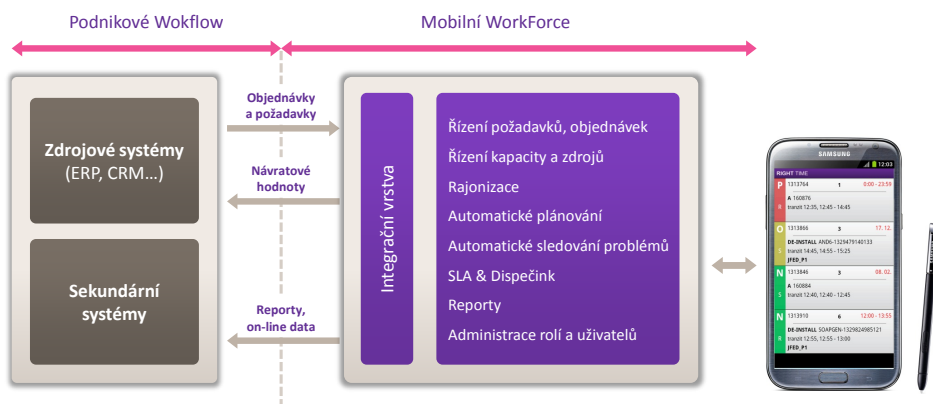 Podnikové Wokflow
Mobilní WorkForce
Zdrojové systémy
(ERP, CRM...)
Sekundární
systémy
Objednávky
a požadavky
Návratové
hodnoty
Reporty,
on-line data
Integrační vrstva
Řízení požadavků, objednávek
Řízení kapacity a zdrojů
Rajonizace
Automatické plánování
Automatické sledování problémů
SLA & Dispečink
Reporty
Administrace rolí a uživatelů
SAMSUNG
12:03
RIGHT TIME
P 1313764 1 0:00 - 23:59
A 160876
R tranzit 12:35, 12:45 - 14:45
O 1313866 3 17. 12.
DE-INSTALL AND6-1329479140133
S tranzit 14:45, 14:55 - 15:25
JFED_P1
N 1313846 3 08. 02.
A 160884
S tranzit 12:40, 12:40 - 12:45
N 1313910 6 12:00 - 13:55
DE-INSTALL SOAPGEN-1329824985121
R tranzit 12:55, 12:55 - 13:00
JFED_P1